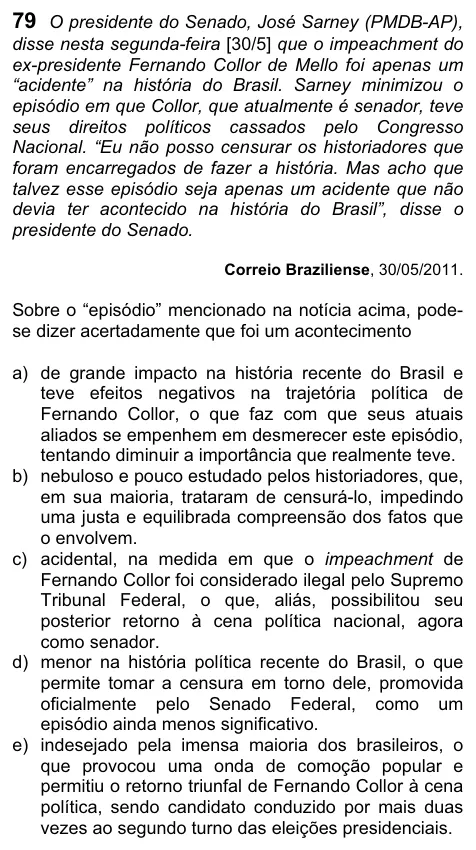 79 O presidente do Senado, José Sarney (PMDB-AP),
disse nesta segunda-feira [30/5] que o impeachment do
ex-presidente Fernando Collor de Mello foi apenas um
“acidente” na história do Brasil. Sarney minimizou o
episódio em que Collor, que atualmente é senador, teve
seus direitos políticos cassados pelo Congresso
Nacional. “Eu não posso censurar os historiadores que
foram encarregados de fazer a história. Mas acho que
talvez esse episódio seja apenas um acidente que não
devia ter acontecido na história do Brasil”, disse o
presidente do Senado.
Correio Braziliense, 30/05/2011.
Sobre o “episódio” mencionado na notícia acima, pode-
se dizer acertadamente que foi um acontecimento
a) de grande impacto na história recente do Brasil e
teve efeitos negativos na trajetória política de
Fernando Collor, o que faz com que seus atuais
aliados se empenhem em desmerecer este episódio,
tentando diminuir a importância que realmente teve.
b) nebuloso e pouco estudado pelos historiadores, que,
em sua maioria, trataram de censurá-lo, impedindo
uma justa e equilibrada compreensão dos fatos que
o envolvem.
c) acidental, na medida em que o impeachment de
Fernando Collor foi considerado ilegal pelo Supremo
Tribunal Federal, o que, aliás, possibilitou seu
posterior retorno à cena política nacional, agora
como senador.
d) menor na história política recente do Brasil, o que
permite tomar a censura em torno dele, promovida
oficialmente pelo Senado Federal, como um
episódio ainda menos significativo.
e) indesejado pela imensa maioria dos brasileiros, o
que provocou uma onda de comoção popular e
permitiu o retorno triunfal de Fernando Collor à cena
política, sendo candidato conduzido por mais duas
vezes ao segundo turno das eleições presidenciais.